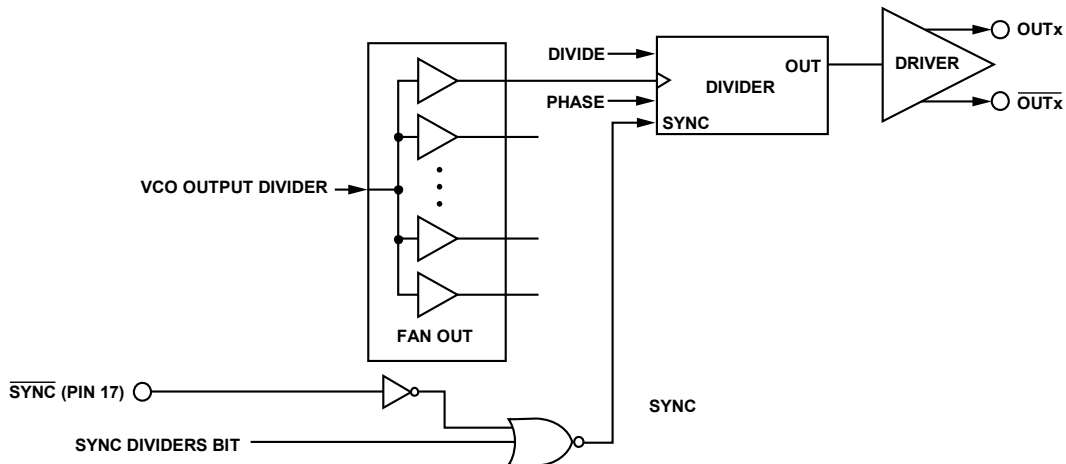 DIVIDE
PHASE
SYNC
DIVIDER
OUT
DRIVER
OUTx
OUTx
VCO OUTPUT DIVIDER
FAN OUT
SYNC (PIN 17)
SYNC DIVIDERS BIT
SYNC